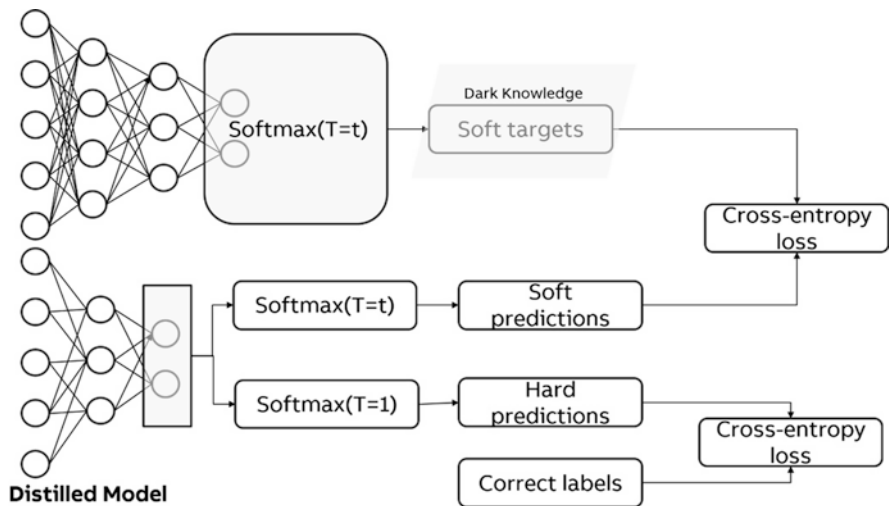 Dark Knowledge
Softmax(T=t)
Soft targets
Cross-entropy
loss
Softmax(T=t)
Soft
predictions
Softmax(T=1)
Hard
predictions
Cross-entropy
loss
Correct labels
Distilled Model